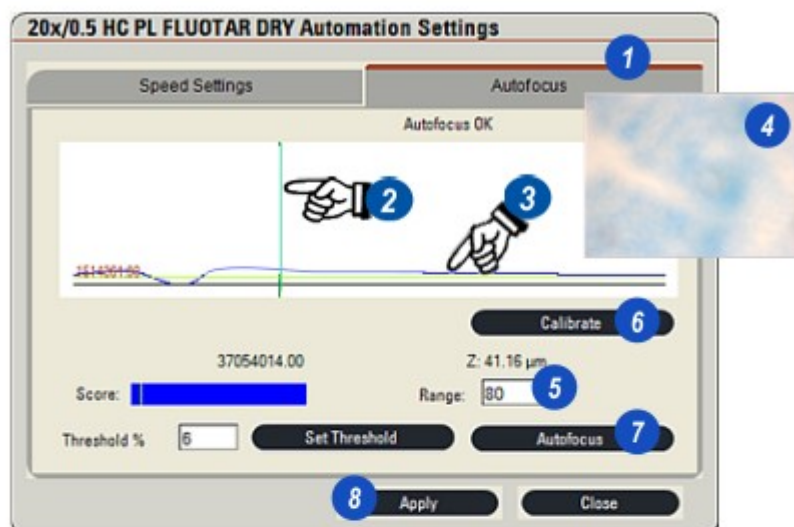 20x/0.5 HC PL FLUOTAR DRY Automation Settings
1
Speed Settings
Autofocus
Autofocus OK
4
2
3
Calibrate
6
37054014.00
Z: 41.16 µm
Score:
Range:
80
5
Threshold %
6
Set Threshold
Autofocus
7
8
Apply
Close